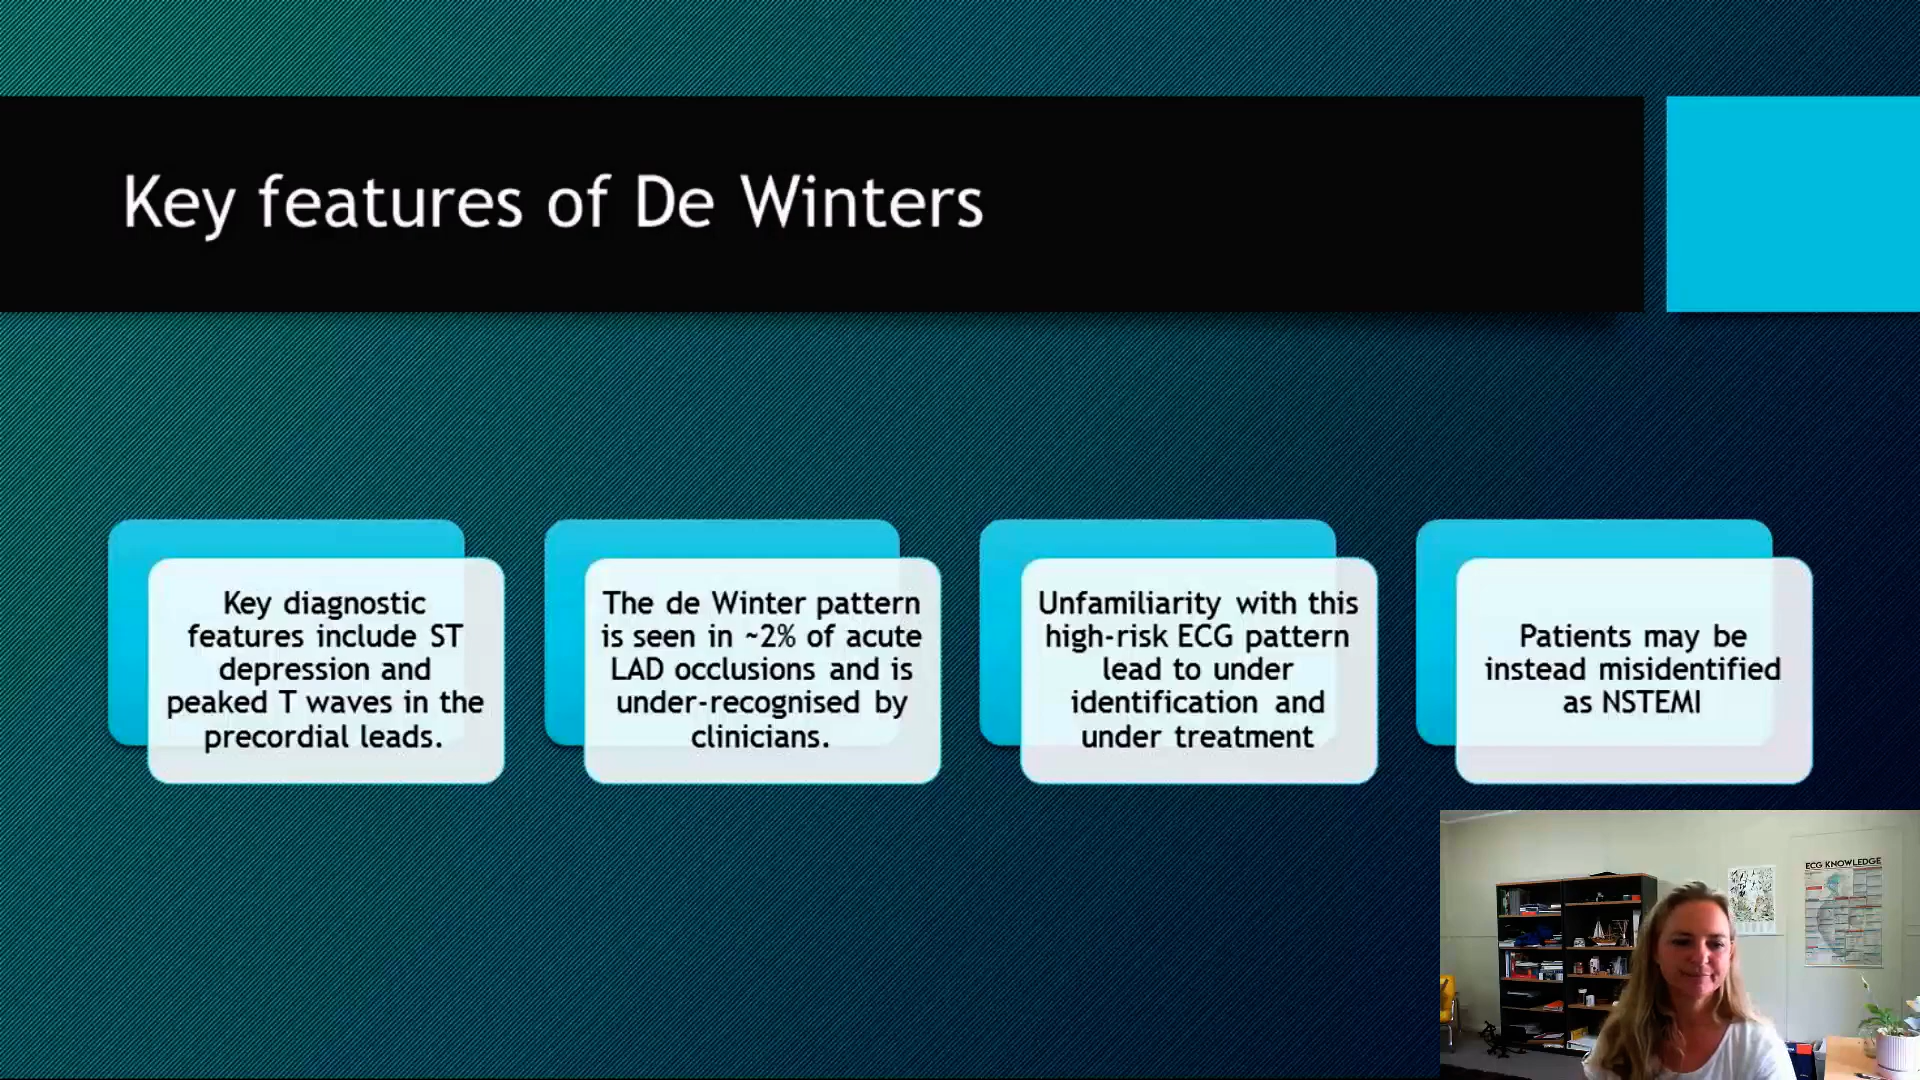 Key features of De Winters
Key diagnostic
features include ST
depression and
peaked T waves in the
precordial leads.
The de Winter pattern
is seen in ~2% of acute
LAD occlusions and is
under-recognised by
clinicians.
Unfamiliarity with this
high-risk ECG pattern
lead to under
identification and
under treatment
Patients may be
instead misidentified
as NSTEMI
ECG KNOWLEDGE